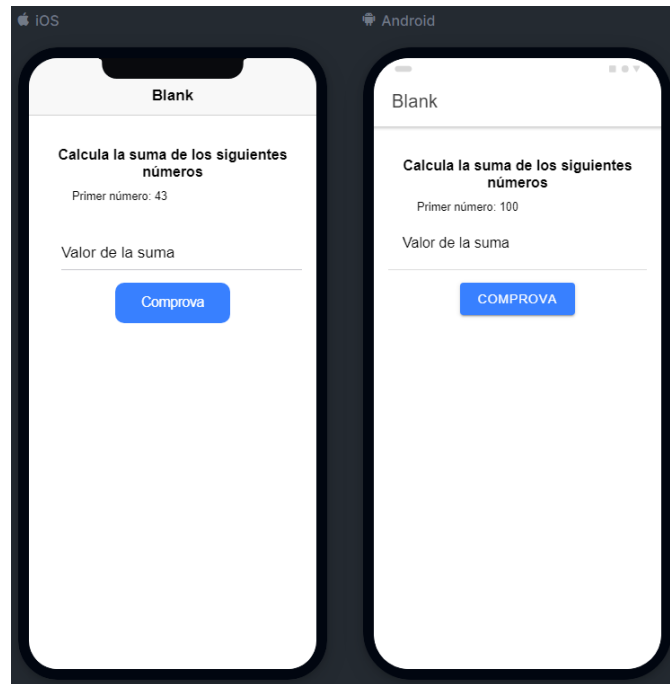 iOS
Android
Blank
Calcula la suma de los siguientes
números
Primer número: 43
Valor de la suma
Comprova
Blank
Calcula la suma de los siguientes
números
Primer número: 100
Valor de la suma
COMPROVA